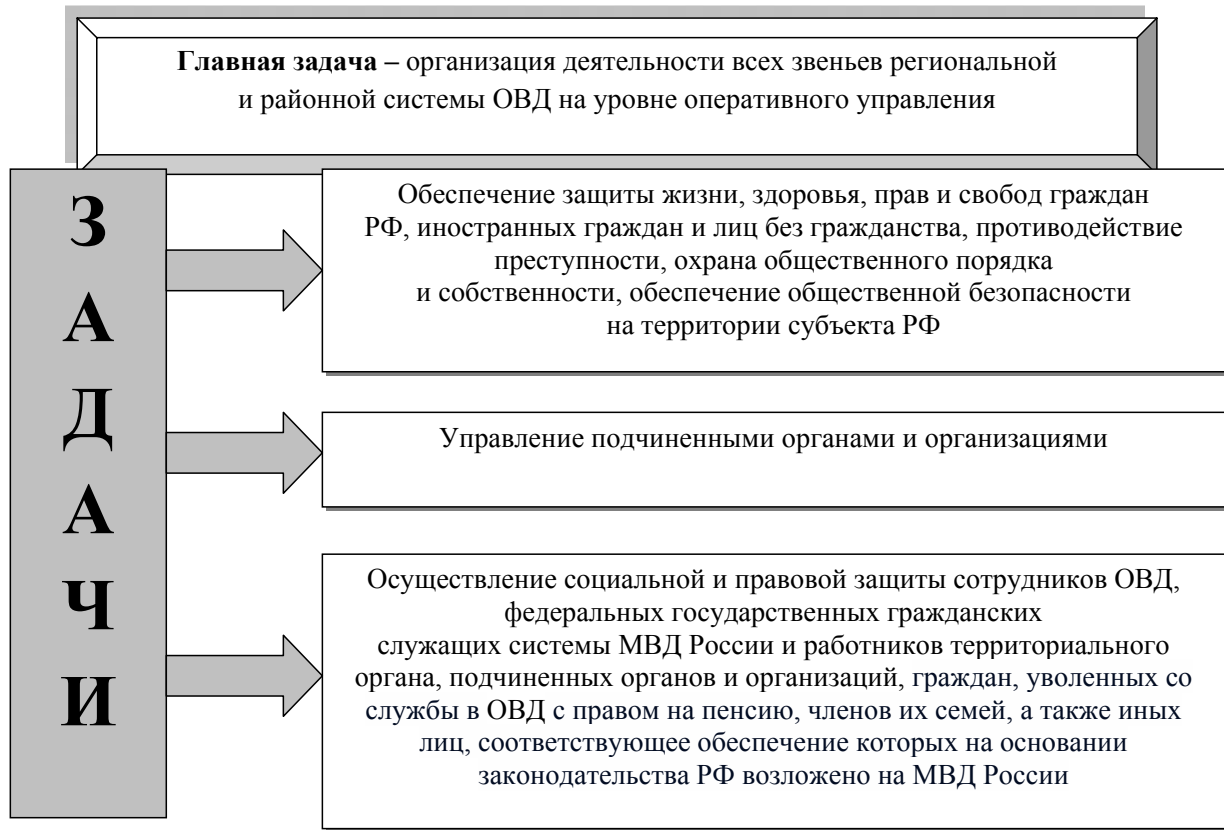 Главная задача – организация деятельности всех звеньев региональной
и районной системы ОВД на уровне оперативного управления
З
А
Д
А
Ч
И
Обеспечение защиты жизни, здоровья, прав и свобод граждан
РФ, иностранных граждан и лиц без гражданства, противодействие
преступности, охрана общественного порядка
и собственности, обеспечение общественной безопасности
на территории субъекта РФ
Управление подчиненными органами и организациями
Осуществление социальной и правовой защиты сотрудников ОВД,
федеральных государственных гражданских
служащих системы МВД России и работников территориального
органа, подчиненных органов и организаций, граждан, уволенных со
службы в ОВД с правом на пенсию, членов их семей, а также иных
лиц, соответствующее обеспечение которых на основании
законодательства РФ возложено на МВД России